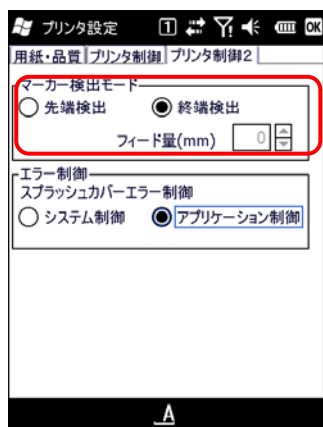 プリンタ設定 1 OK
用紙・品質 プリンタ制御 プリンタ制御2
マーカー検出モード
先端検出 終端検出
フィード量(mm) 0
エラー制御
スプラッシュカバーエラー制御
システム制御 アプリケーション制御
A